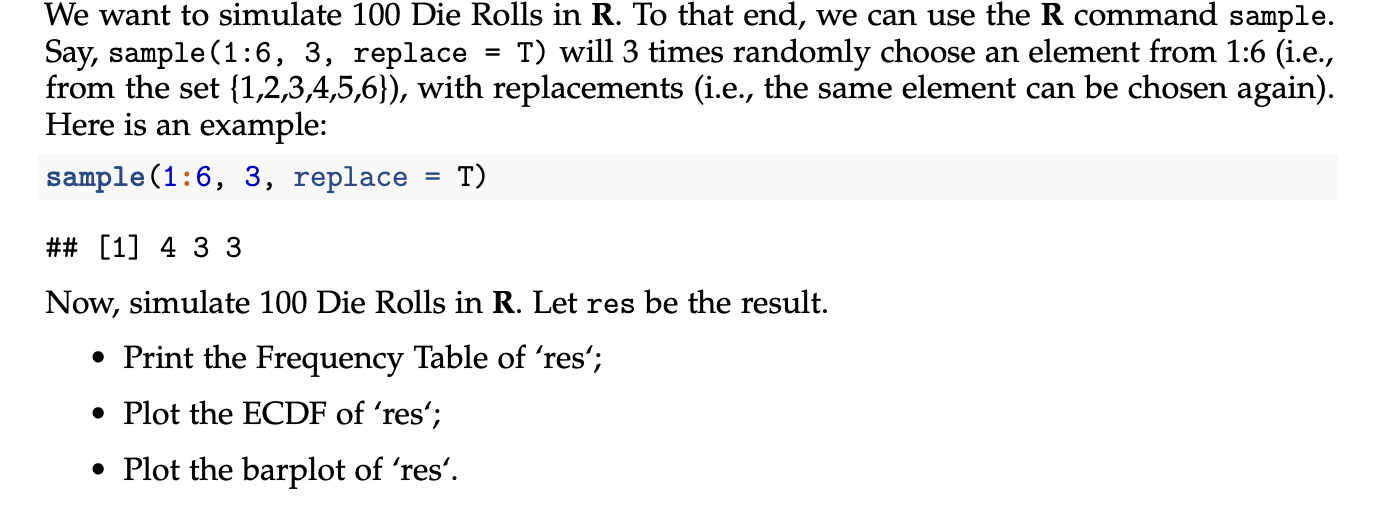 We want to simulate 100 Die Rolls in R. To that end, we can use the R command sample.
Say, sample(1:6, 3, replace = T) will 3 times randomly choose an element from 1:6 (i.e.,
from the set {1,2,3,4,5,6}), with replacements (i.e., the same element can be chosen again).
Here is an example:
sample(1:6, 3, replace = T)
## [1] 4 3 3
Now, simulate 100 Die Rolls in R. Let res be the result.
• Print the Frequency Table of ‘res‘;
• Plot the ECDF of ‘res‘;
• Plot the barplot of ‘res‘.